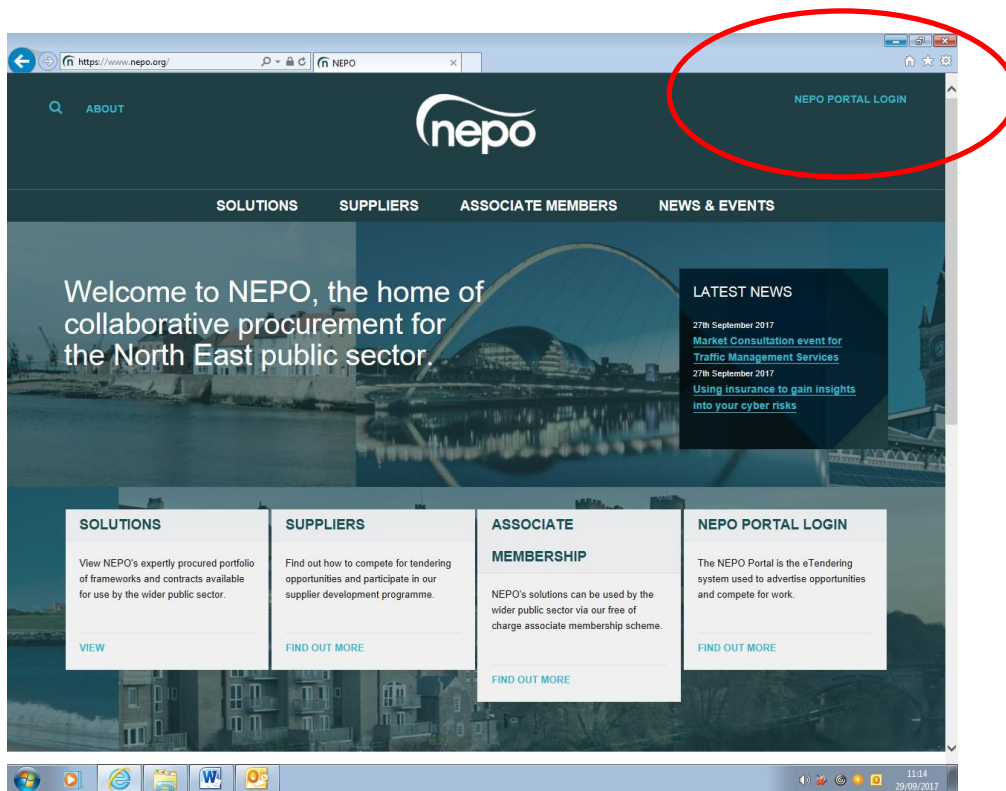 https://www.nepo.org/
NEPO
ABOUT
nepo
NEPO PORTAL LOGIN
SOLUTIONS SUPPLIERS ASSOCIATE MEMBERS NEWS & EVENTS
Welcome to NEPO, the home of
collaborative procurement for
the North East public sector.
LATEST NEWS
27th September 2017
Market Consultation event for
Traffic Management Services
27th September 2017
Using insurance to gain insights
into your cyber risks
SOLUTIONS
View NEPO's expertly procured portfolio
of frameworks and contracts available
for use by the wider public sector.
VIEW
SUPPLIERS
Find out how to compete for tendering
opportunities and participate in our
supplier development programme.
FIND OUT MORE
ASSOCIATE
MEMBERSHIP
NEPO's solutions can be used by the
wider public sector via our free of
charge associate membership scheme.
FIND OUT MORE
NEPO PORTAL LOGIN
The NEPO Portal is the eTendering
system used to advertise opportunities
and compete for work.
FIND OUT MORE
11:14
29/09/2017